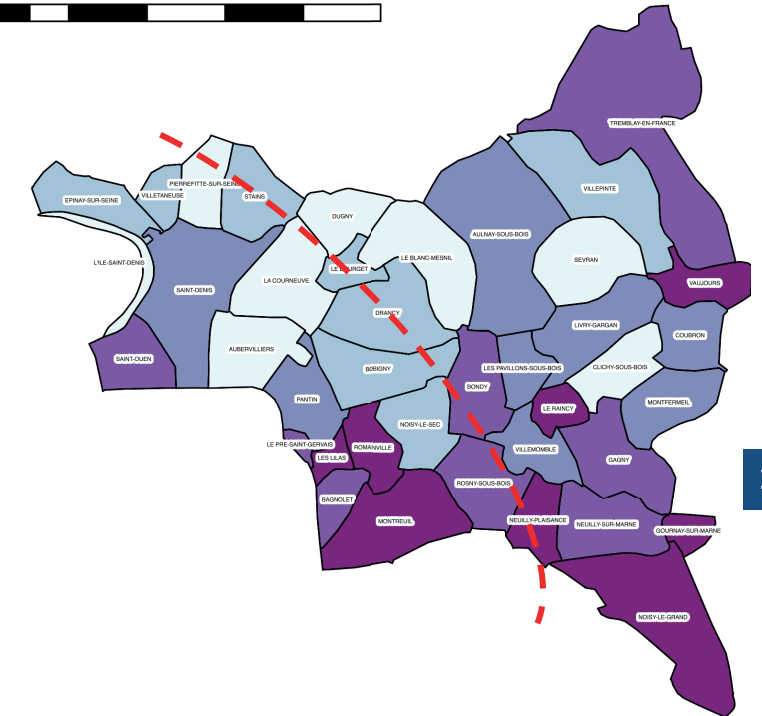 TREMBLAY-EN-FRANCE
PIERREFITTE-SUR-SEINE
VILLEPINTE
VILLETANEUSE
STAINS
EPINAY-SUR-SEINE
DUGNY
AULNAY-SOUS-BOIS
LE BLANC-MESNIL
SEVRAN
L'ILE-SAINT-DENIS
LE BOURGET
LA COURNEUVE
VAUJOURS
SAINT-DENIS
DRANCY
LIVRY-GARGAN
COUBRON
AUBERVILLIERS
SAINT-OUEN
BOBIGNY
LES PAVILLONS-SOUS-BOIS
CLICHY-SOUS-BOIS
BONDY
PANTIN
MONTFERMEIL
LE RAINCY
NOISY-LE-SEC
LE PRE-SAINT-GERVAIS
ROMANVILLE
VILLEMOMBLE
LES LILAS
GAGNY
ROSNY-SOUS-BOIS
BAGNOLET
MONTREUIL
NEUILLY-PLAISANCE
NEUILLY-SUR-MARNE
GOURNAY-SUR-MARNE
NOISY-LE-GRAND